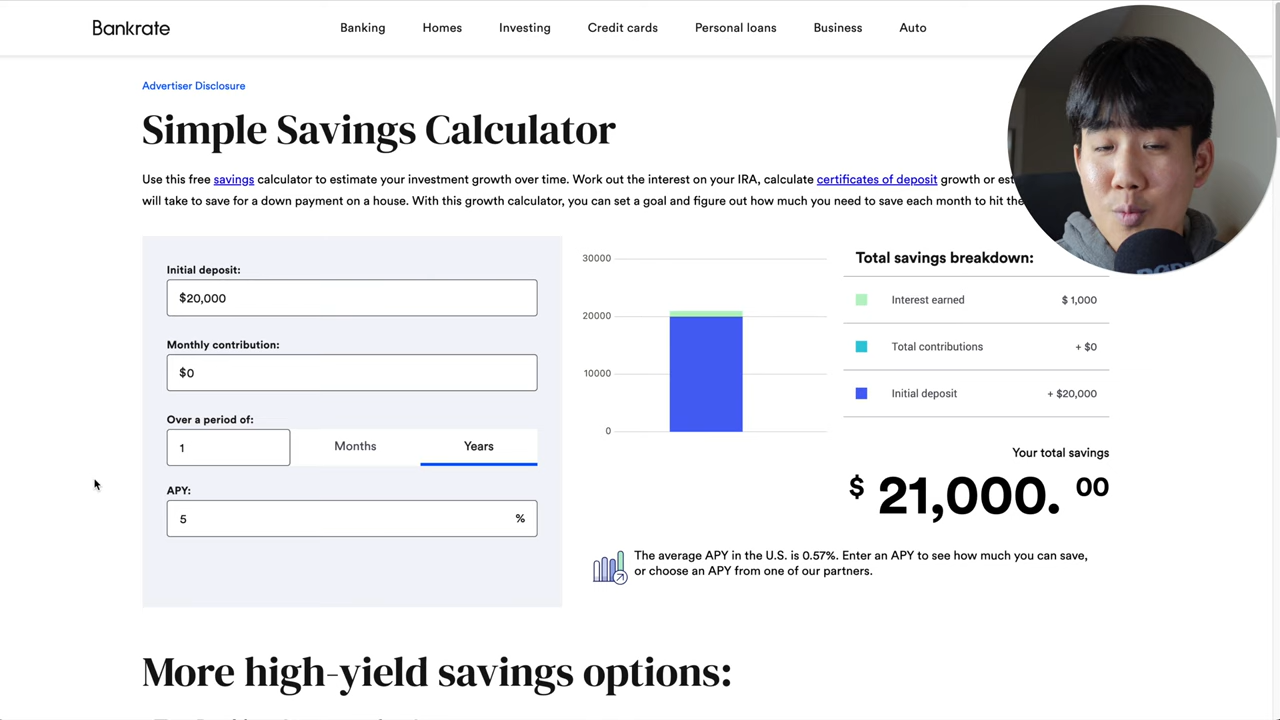 Bankrate
Banking Homes Investing Credit cards Personal loans Business Auto
Advertiser Disclosure
Simple Savings Calculator
Use this free savings calculator to estimate your investment growth over time. Work out the interest on your IRA, calculate certificates of deposit growth or
will take to save for a down payment on a house. With this growth calculator, you can set a goal and figure out how much you need to save each month to hit
Initial deposit:
$20,000
Monthly contribution:
$0
Over a period of:
1 Months Years
APY:
5 %
30000
20000
10000
0
Total savings breakdown:
Interest earned $ 1,000
Total contributions + $0
Initial deposit + $20,000
Your total savings
$ 21,000. 00
The average APY in the U.S. is 0.57%. Enter an APY to see how much you can save,
or choose an APY from one of our partners.
More high-yield savings options: